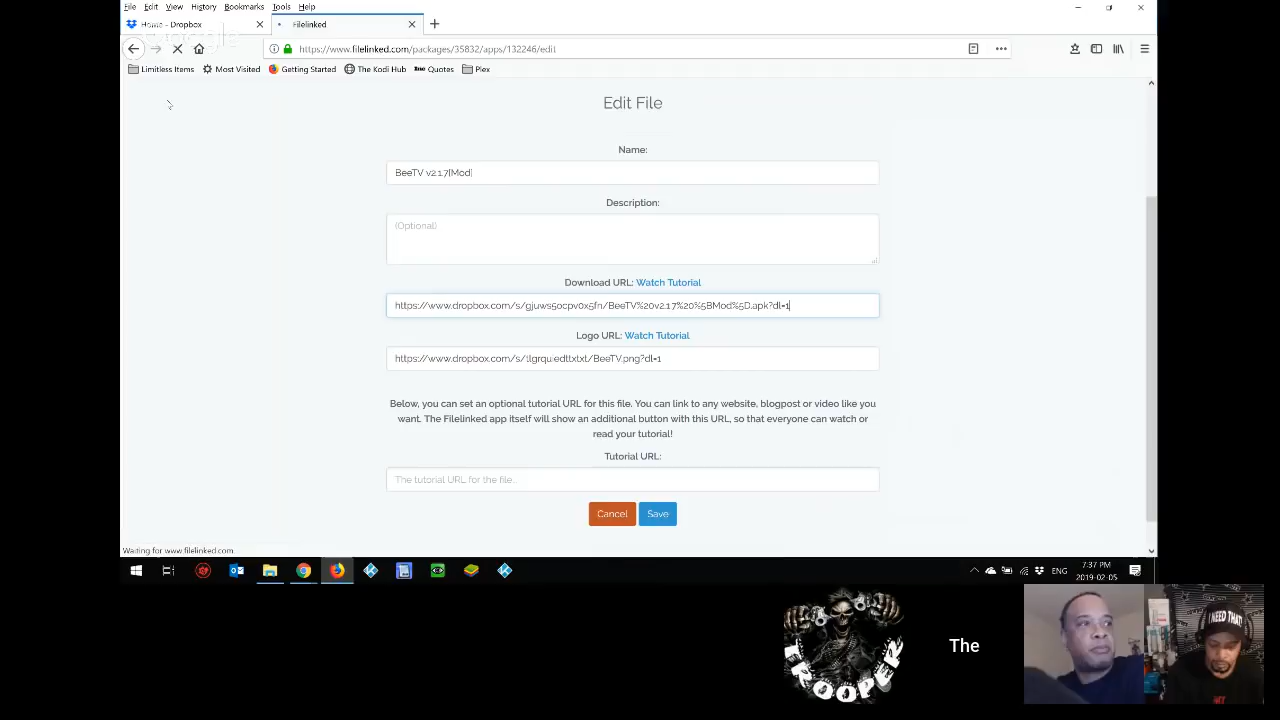 File Edit View History Bookmarks Tools Help
Home - Dropbox Filelinked
https://www.filelinked.com/packages/35832/apps/132246/edit
Limitless Items Most Visited Getting Started The Kodi Hub Quotes Plex
Edit File
Name:
BeeTV v2.1.7[Mod]
Description:
(Optional)
Download URL: Watch Tutorial
https://www.dropbox.com/s/gjuws5ocpv0x5fn/BeeTV%20v2.1.7%20%5BMod%5D.apk?dl=1
Logo URL: Watch Tutorial
https://www.dropbox.com/s/tlgrquiedttxtxt/BeeTV.png?dl=1
Below, you can set an optional tutorial URL for this file. You can link to any website, blogpost or video like you
want. The Filelinked app itself will show an additional button with this URL, so that everyone can watch or
read your tutorial!
Tutorial URL:
The tutorial URL for the file...
Cancel Save
Waiting for www.filelinked.com
ENG 7:37 PM
2019-02-05
TROOPER
The
I NEED THAT!